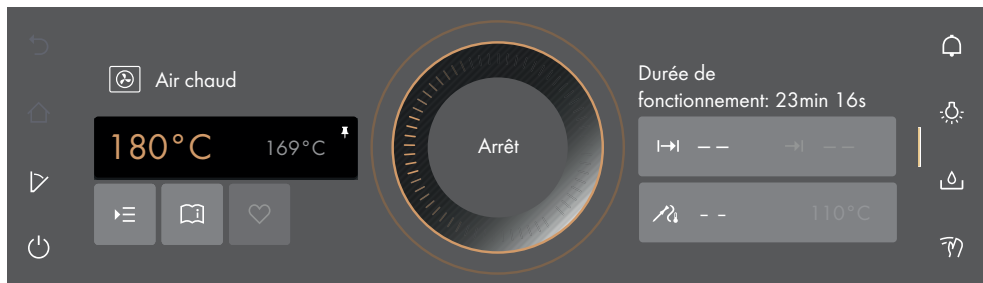 Air chaud
180°C 169°C
Arrêt
Durée de
fonctionnement: 23min 16s
-- --
-- 110°C